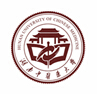 HUNAN UNIVERSITY OF CHINESE MEDICINE
湖南中医药大学